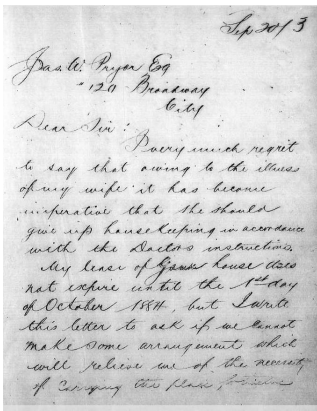 Sep 20/3
Jas. W. Pryor Esq
" 120 Broadway
City
Dear Sir:
I very much regret
to say that owing to the illness
of my wife it has become
imperative that she should
give up housekeeping in accordance
with the Doctors instructions.
My lease of house does
not expire until the 1st day
of October 1884, but I write
this letter to ask if we cannot
make some arrangement which
will relieve me of the necessity
of carrying the place